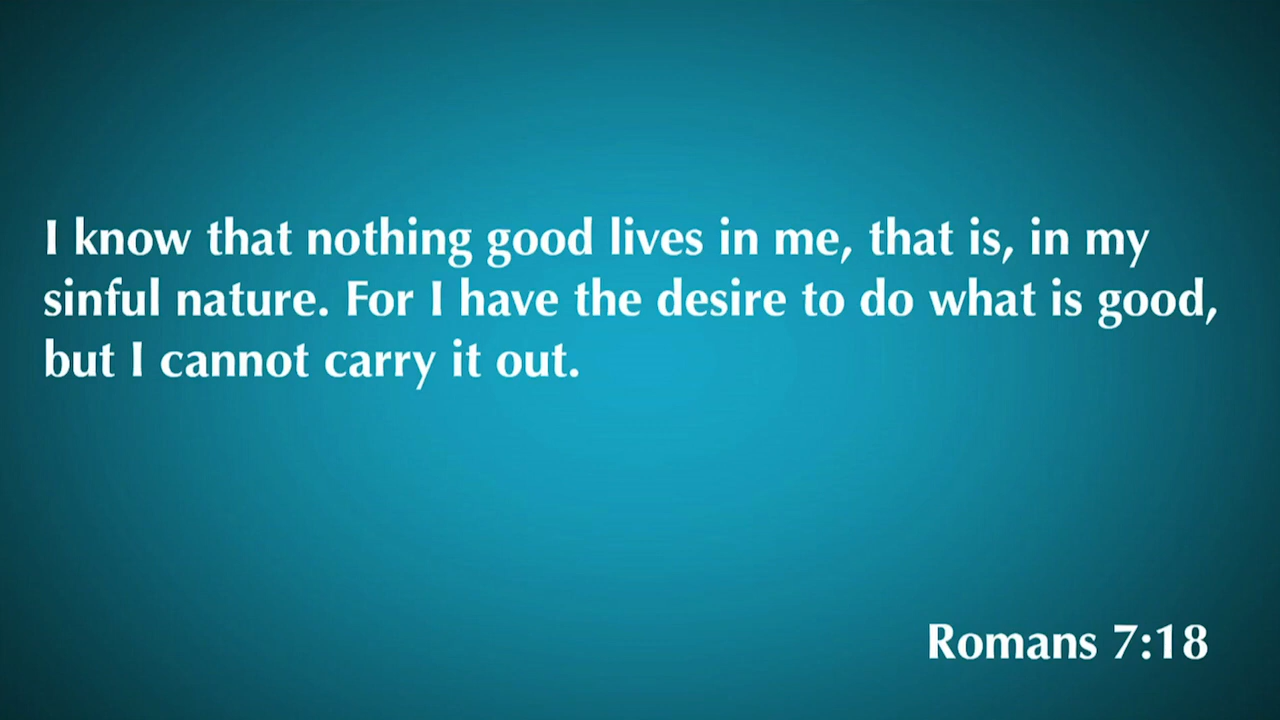 I know that nothing good lives in me, that is, in my
sinful nature. For I have the desire to do what is good,
but I cannot carry it out.
Romans 7:18